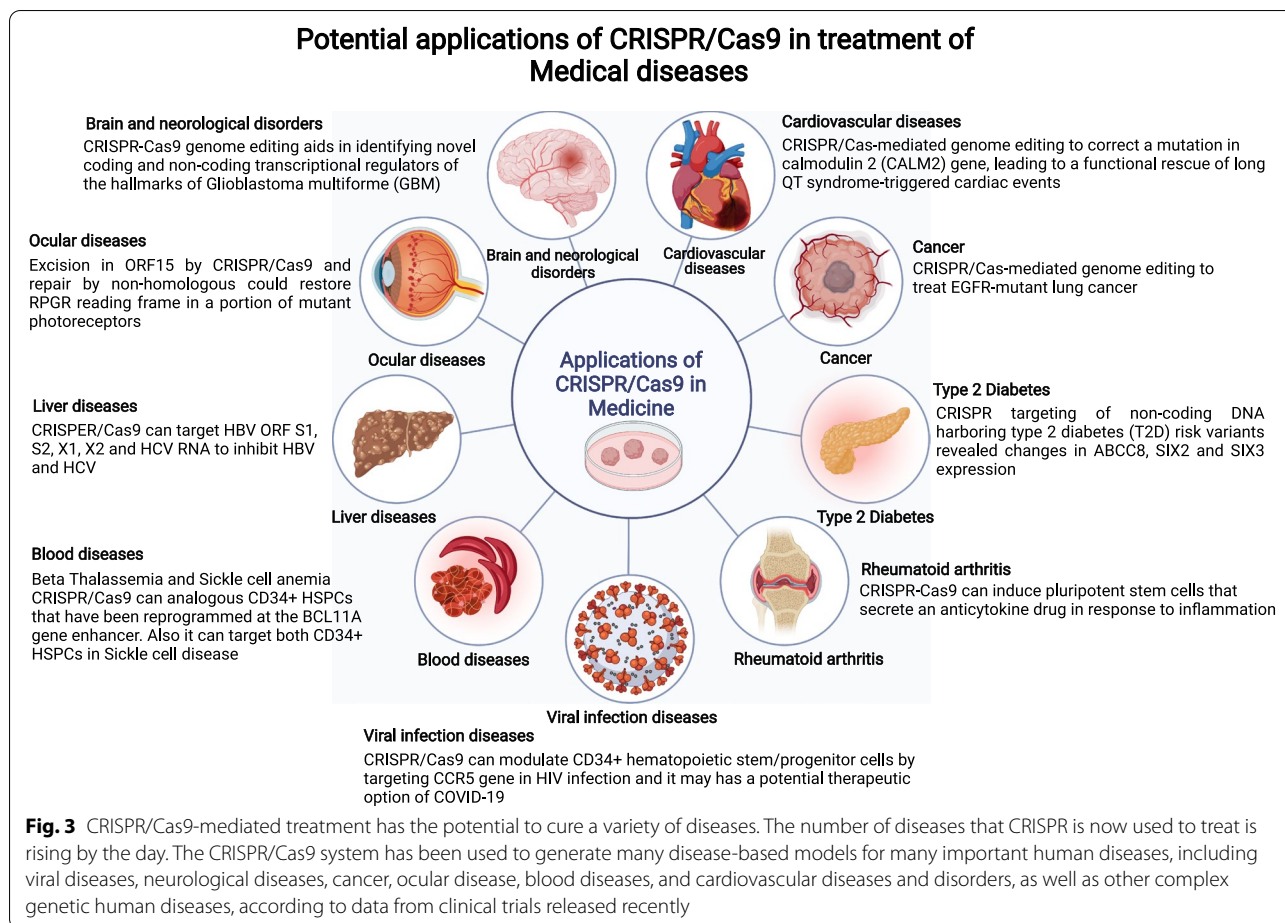 Potential applications of CRISPR/Cas9 in treatment of
Medical diseases
Brain and neorological disorders
CRISPR-Cas9 genome editing aids in identifying novel
coding and non-coding transcriptional regulators of
the hallmarks of Glioblastoma multiforme (GBM)
Cardiovascular diseases
CRISPR/Cas-mediated genome editing to correct a mutation in
calmodulin 2 (CALM2) gene, leading to a functional rescue of long
QT syndrome-triggered cardiac events
Brain and neorological
disorders
Cardiovascular
diseases
Ocular diseases
Excision in ORF15 by CRISPR/Cas9 and
repair by non-homologous could restore
RPGR reading frame in a portion of mutant
photoreceptors
Ocular diseases
Cancer
CRISPR/Cas-mediated genome editing to
treat EGFR-mutant lung cancer
Cancer
Applications of
CRISPR/Cas9 in
Medicine
Liver diseases
CRISPER/Cas9 can target HBV ORF S1,
S2, X1, X2 and HCV RNA to inhibit HBV
and HCV
Liver diseases
Type 2 Diabetes
CRISPR targeting of non-coding DNA
harboring type 2 diabetes (T2D) risk variants
revealed changes in ABCC8, SIX2 and SIX3
expression
Type 2 Diabetes
Blood diseases
Beta Thalassemia and Sickle cell anemia
CRISPR/Cas9 can analogous CD34+ HSPCs
that have been reprogrammed at the BCL11A
gene enhancer. Also it can target both CD34+
HSPCs in Sickle cell disease
Blood diseases
Rheumatoid arthritis
CRISPR-Cas9 can induce pluripotent stem cells that
secrete an anticytokine drug in response to inflammation
Rheumatoid arthritis
Viral infection diseases
Viral infection diseases
CRISPR/Cas9 can modulate CD34+ hematopoietic stem/progenitor cells by
targeting CCR5 gene in HIV infection and it may has a potential therapeutic
option of COVID-19
Fig. 3 CRISPR/Cas9-mediated treatment has the potential to cure a variety of diseases. The number of diseases that CRISPR is now used to treat is
rising by the day. The CRISPR/Cas9 system has been used to generate many disease-based models for many important human diseases, including
viral diseases, neurological diseases, cancer, ocular disease, blood diseases, and cardiovascular diseases and disorders, as well as other complex
genetic human diseases, according to data from clinical trials released recently